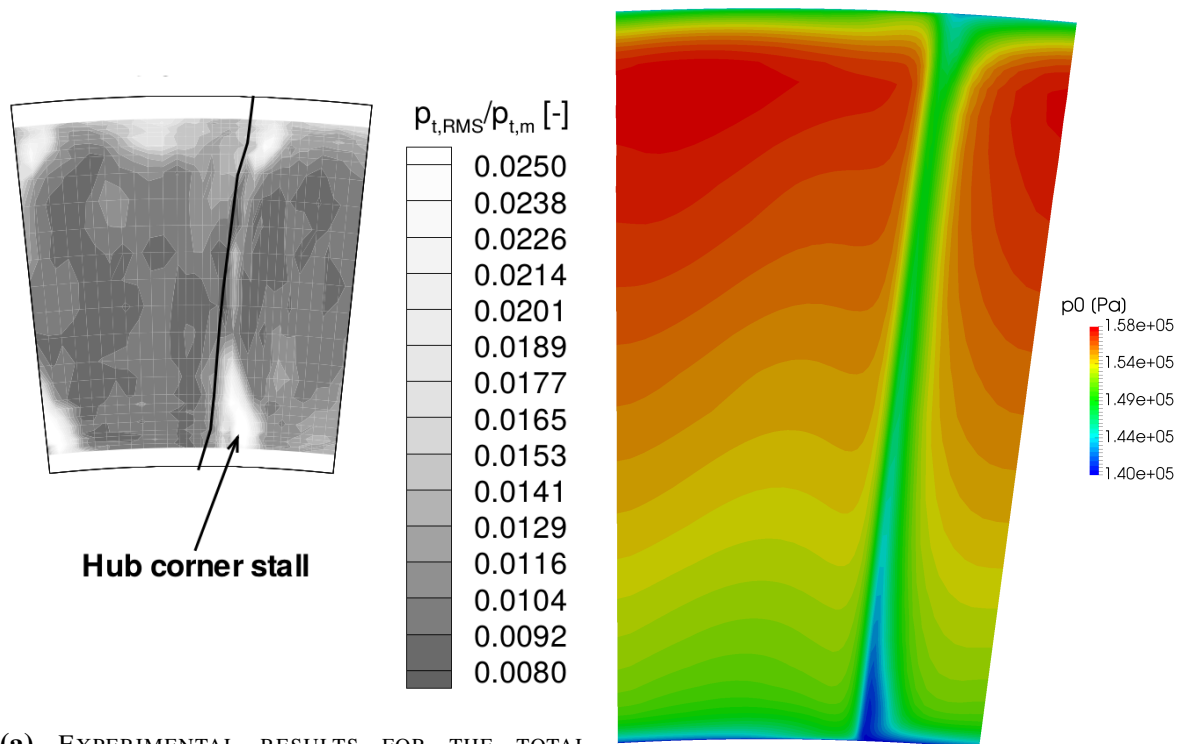 p_t,RMS/p_t,m [-]
0.0250
0.0238
0.0226
0.0214
0.0201
0.0189
0.0177
0.0165
0.0153
0.0141
0.0129
0.0116
0.0104
0.0092
0.0080
Hub corner stall
(a) EXPERIMENTAL RESULTS FOR THE TOTAL
p0 (Pa)
1.58e+05
1.54e+05
1.49e+05
1.44e+05
1.40e+05